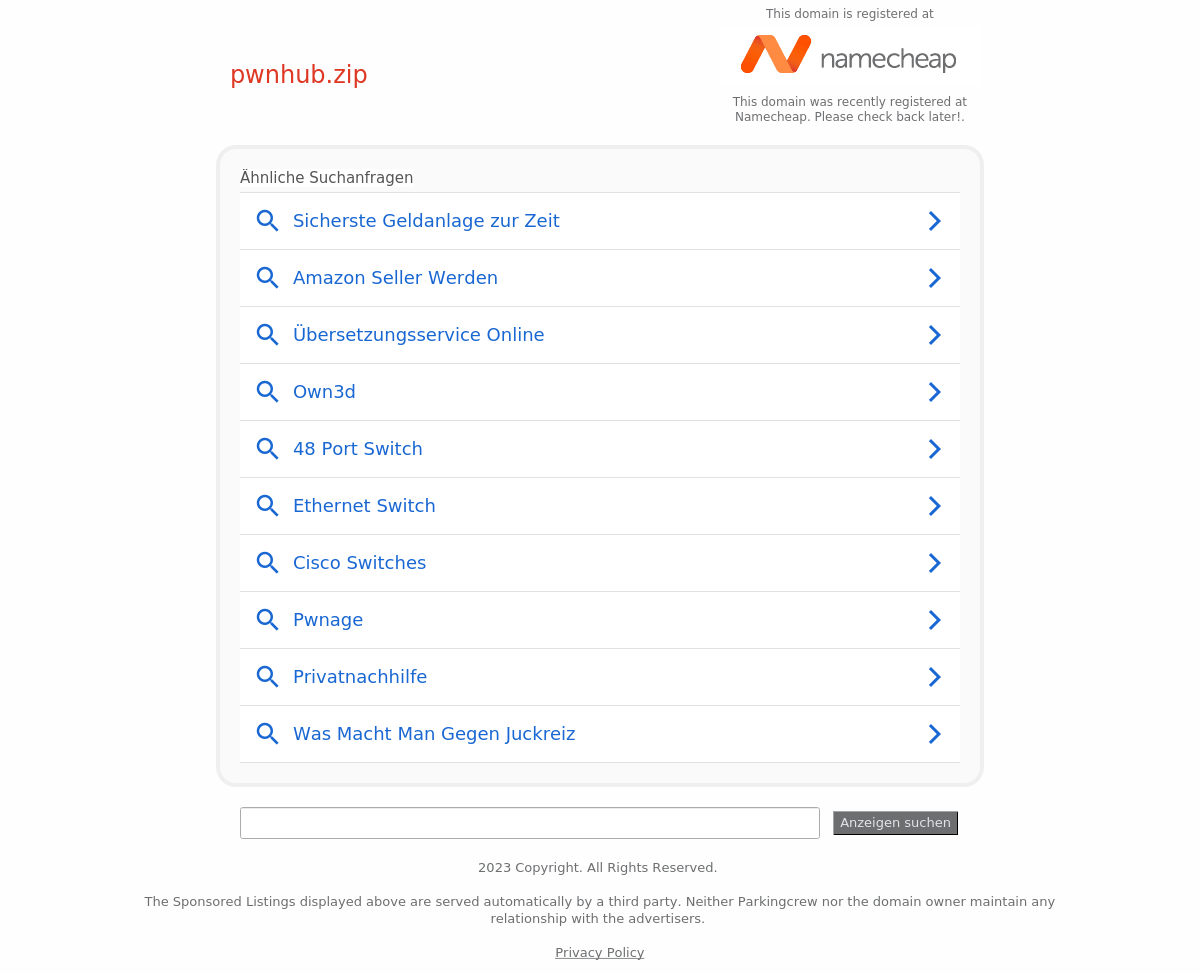 This domain is registered at
namecheap
pwnhub.zip
This domain was recently registered at
Namecheap. Please check back later!.
Ähnliche Suchanfragen
Sicherste Geldanlage zur Zeit
Amazon Seller Werden
Übersetzungsservice Online
Own3d
48 Port Switch
Ethernet Switch
Cisco Switches
Pwnage
Privatnachhilfe
Was Macht Man Gegen Juckreiz
Anzeigen suchen
2023 Copyright. All Rights Reserved.
The Sponsored Listings displayed above are served automatically by a third party. Neither Parkingcrew nor the domain owner maintain any
relationship with the advertisers.
Privacy Policy